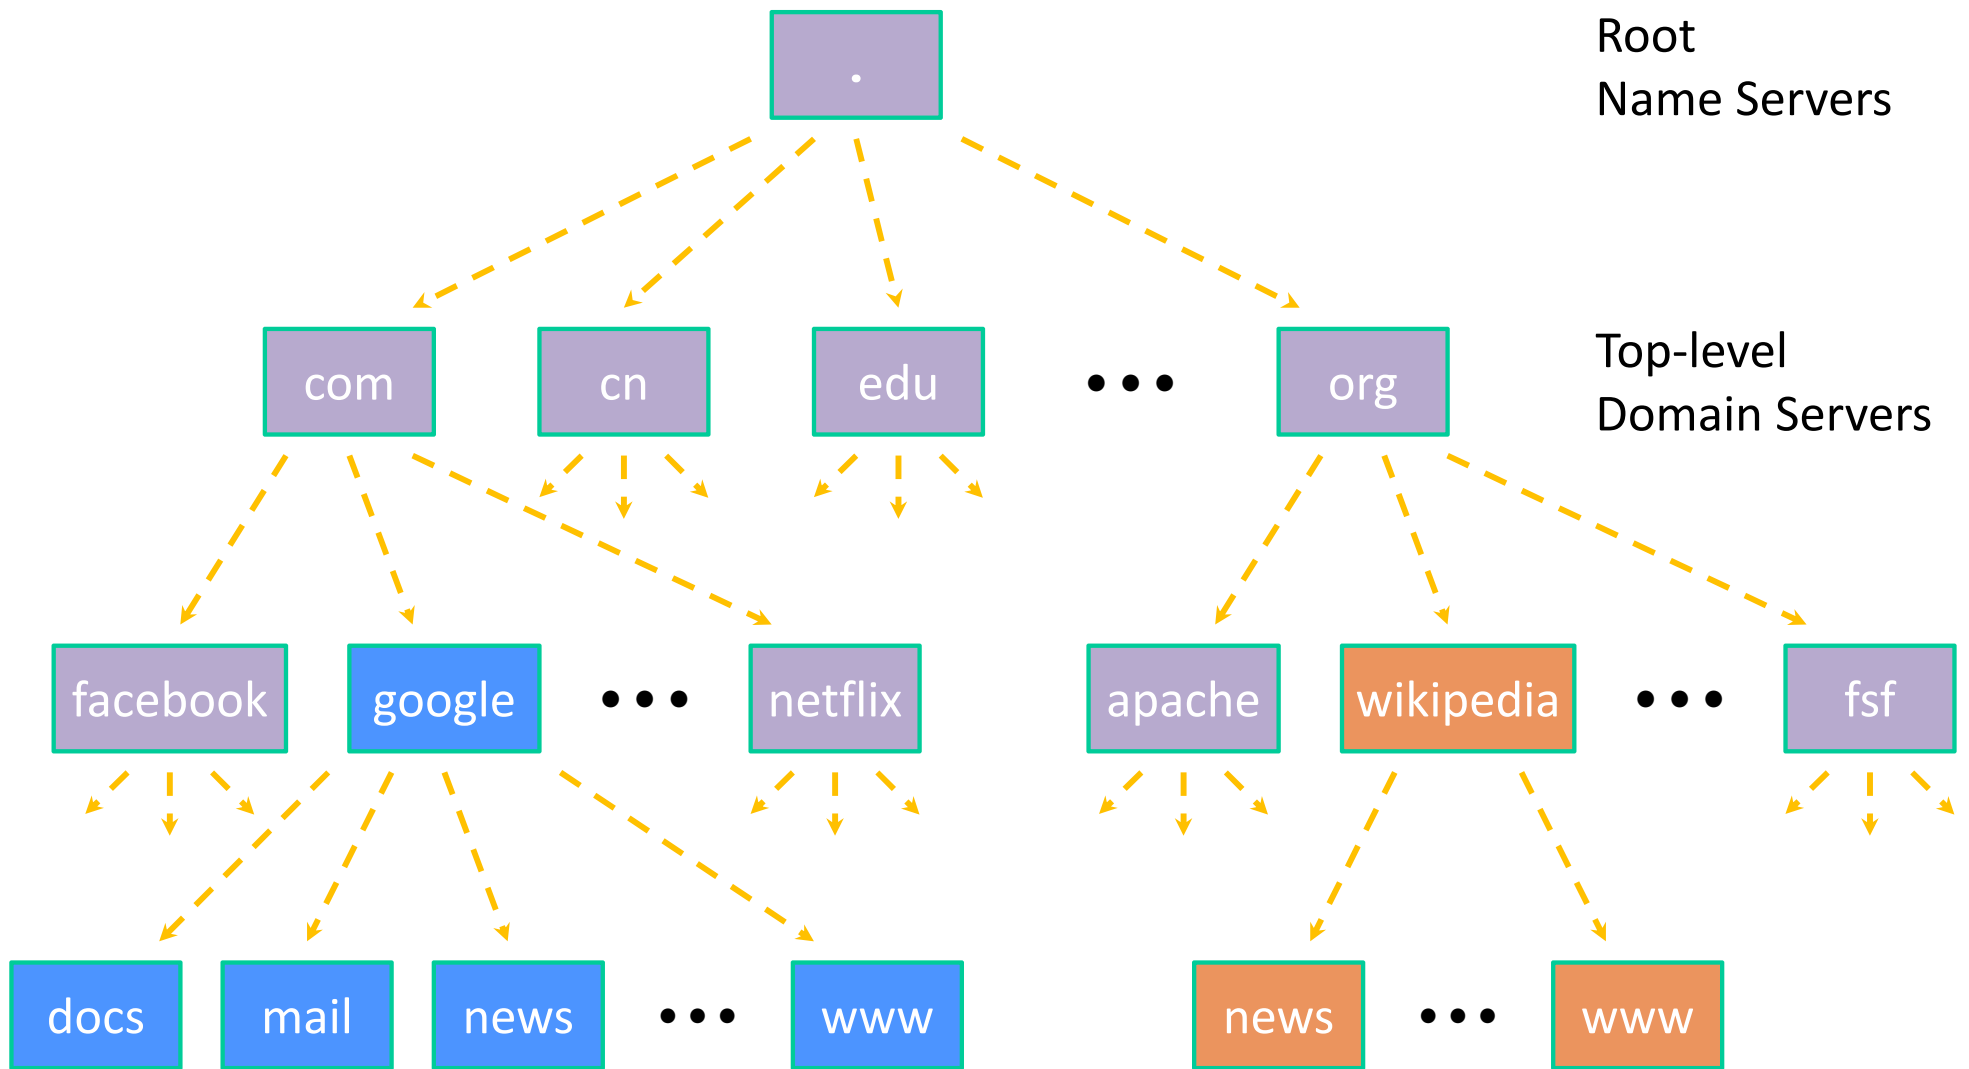 .
Root
Name Servers
com
cn
edu
•••
org
Top-level
Domain Servers
facebook
google
•••
netflix
apache
wikipedia
•••
fsf
docs
mail
news
•••
www
news
•••
www